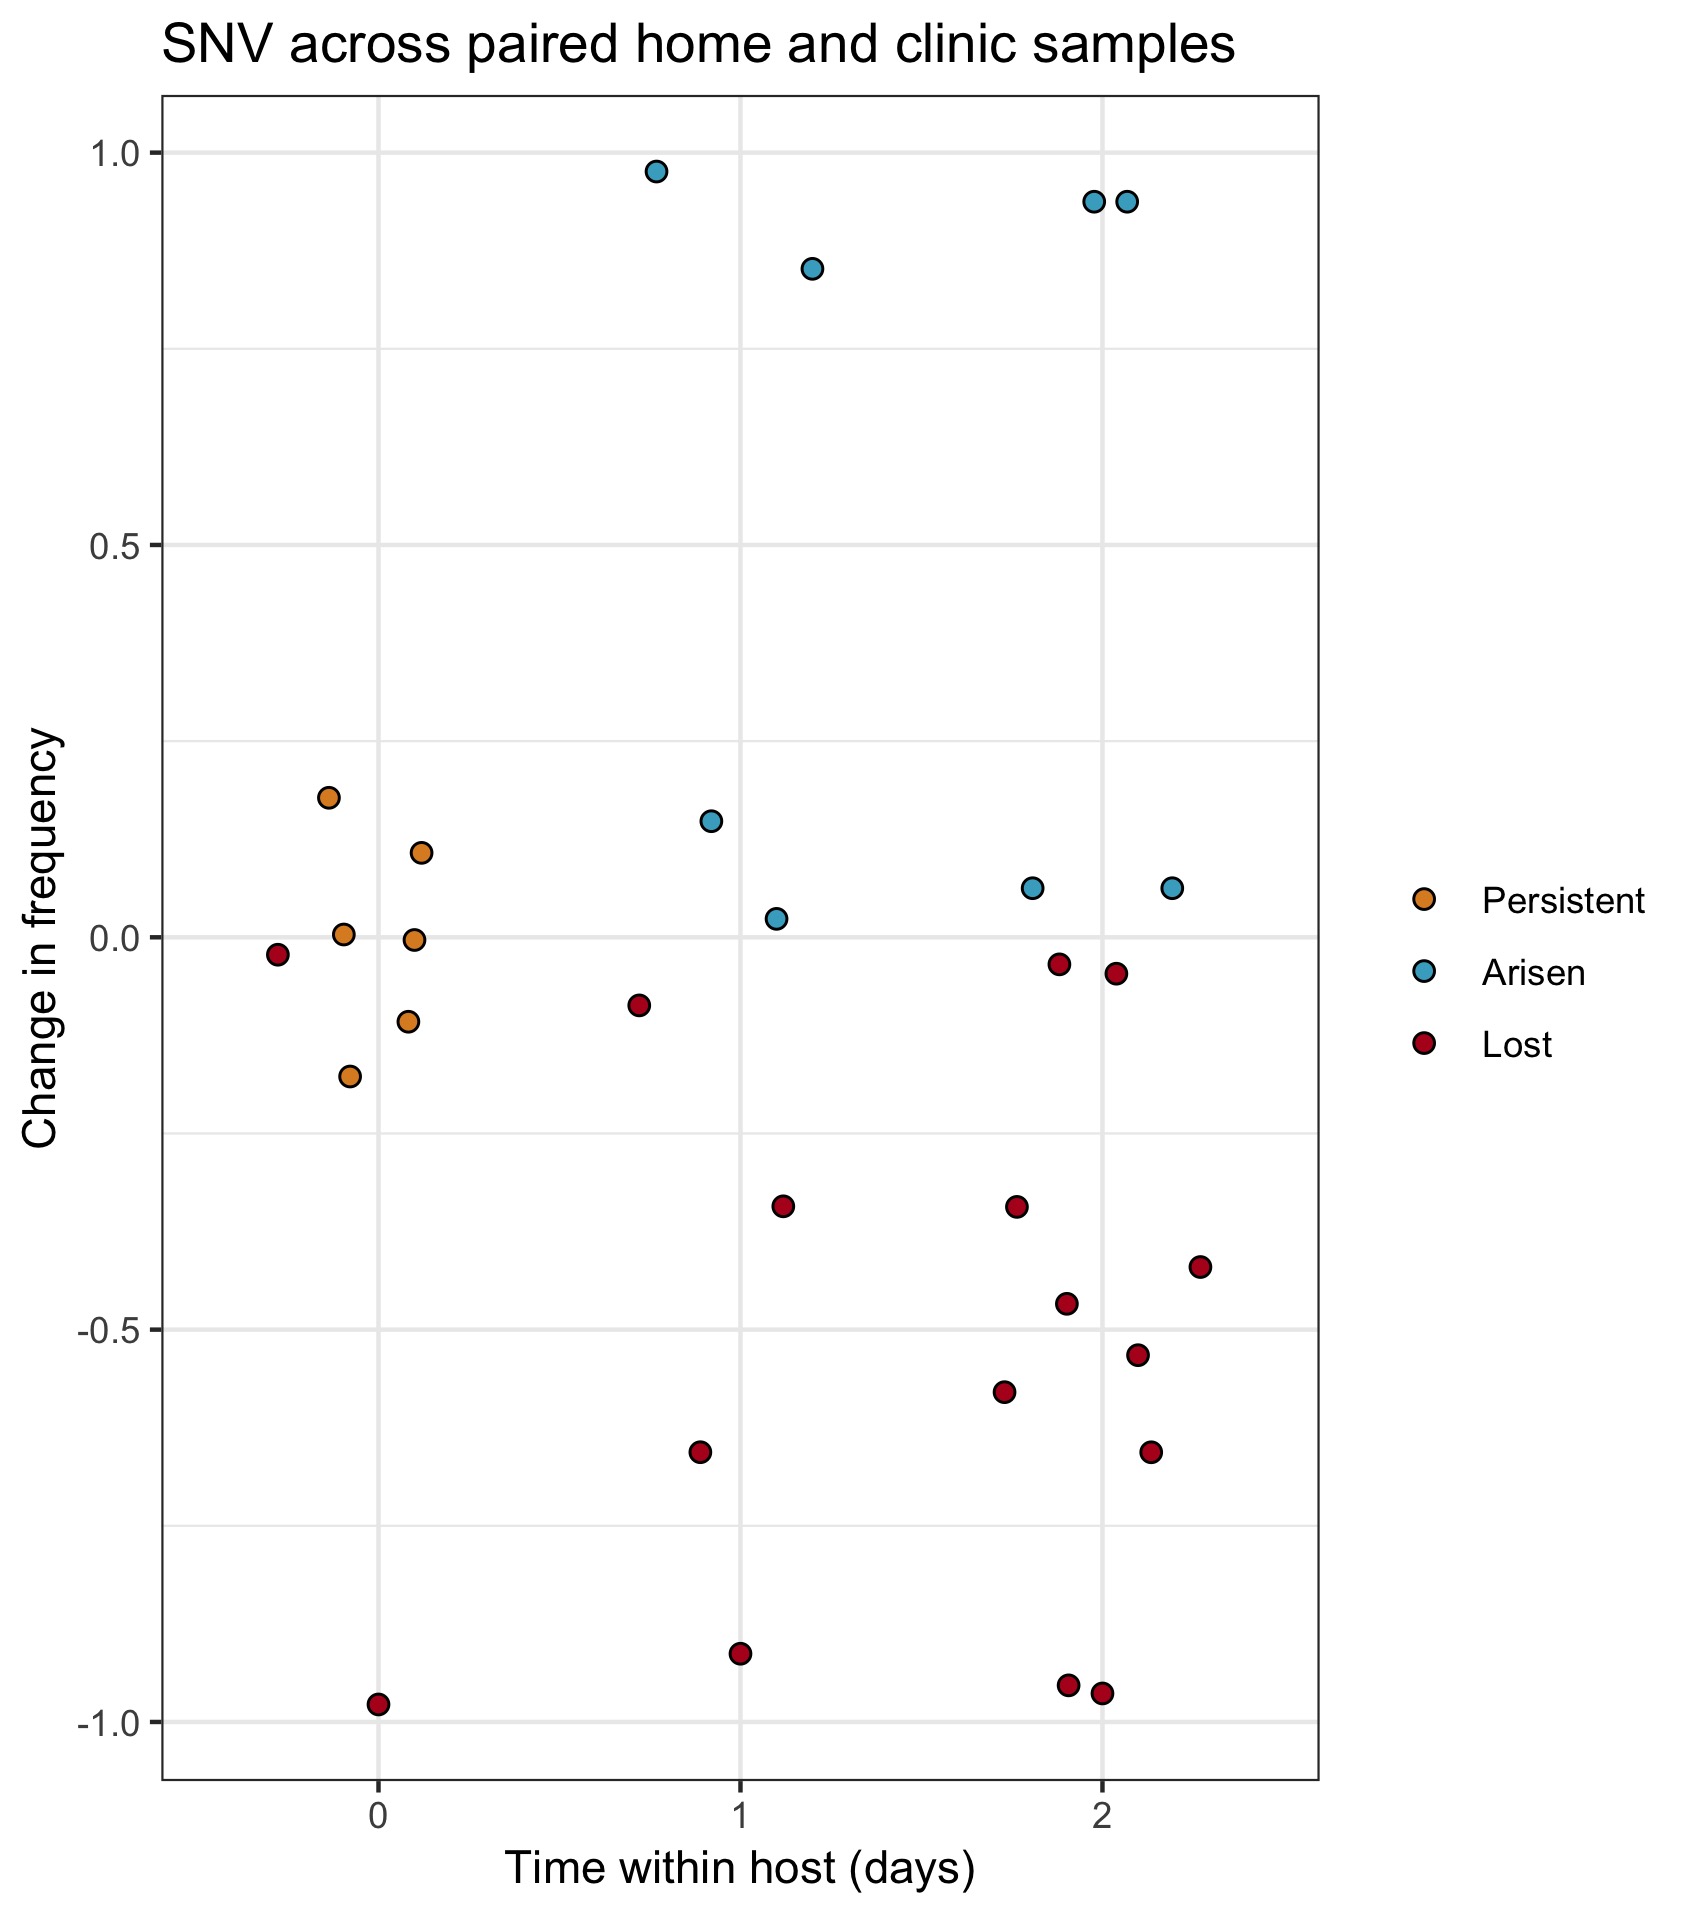 SNV across paired home and clinic samples
1.0
0.5
0.0
-0.5
-1.0
Change in frequency
0 1 2
Time within host (days)
Persistent
Arisen
Lost